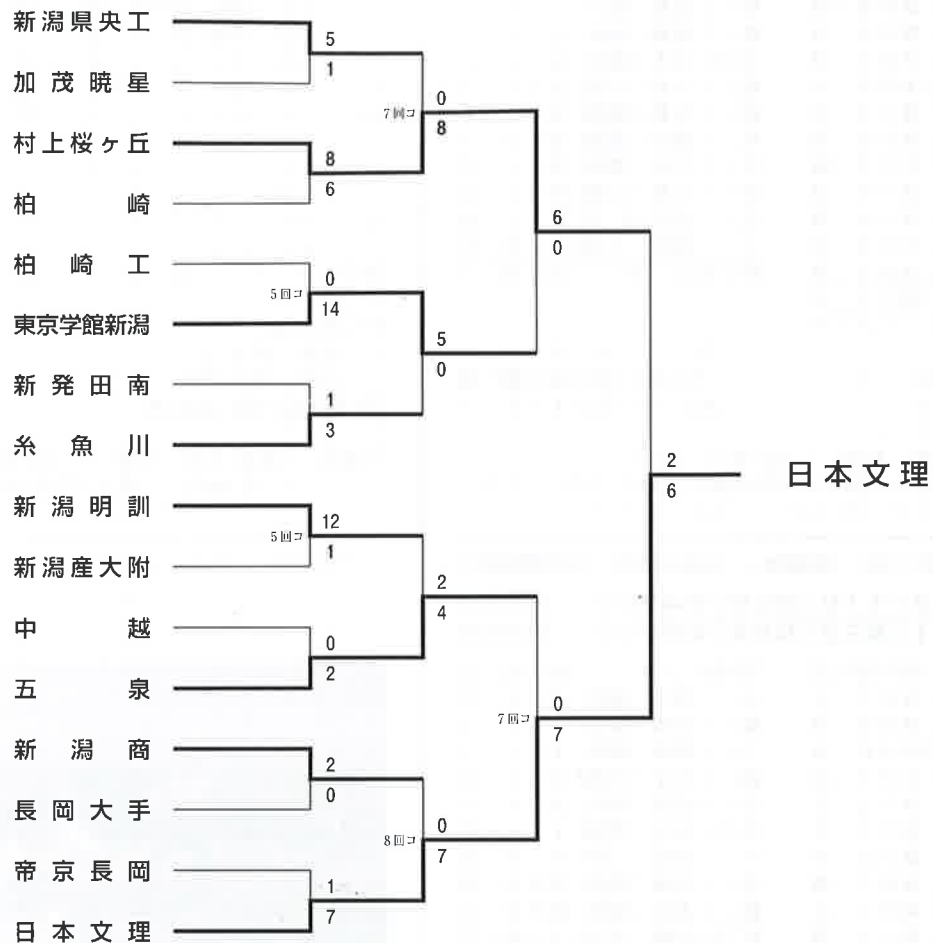 新潟県央工
5
1
加茂暁星
7回コ
0
8
村上桜ヶ丘
8
6
柏崎
6
0
柏崎工
5回コ
0
14
東京学館新潟
5
0
新発田南
1
3
糸魚川
2
6
日本文理
新潟明訓
5回コ
12
1
新潟産大附
2
4
中越
0
2
五泉
7回コ
0
7
新潟商
2
0
長岡大手
8回コ
0
7
帝京長岡
1
7
日本文理